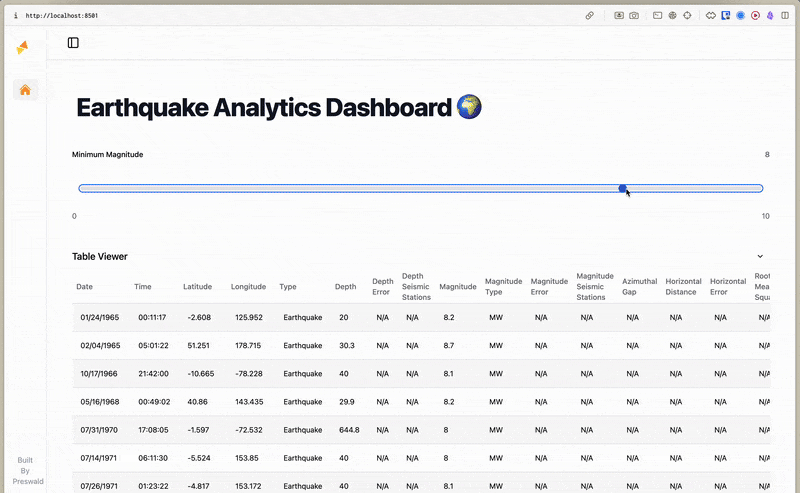 http://localhost:8501
Earthquake Analytics Dashboard
Minimum Magnitude 8
0 10
Table Viewer
Date Time Latitude Longitude Type Depth Depth Error Depth Seismic Stations Magnitude Magnitude Type Magnitude Error Magnitude Seismic Stations Azimuthal Gap Horizontal Distance Horizontal Error Root Mea Squa
01/24/1965 00:11:17 -2.608 125.952 Earthquake 20 N/A N/A 8.2 MW N/A N/A N/A N/A N/A N/A
02/04/1965 05:01:22 51.251 178.715 Earthquake 30.3 N/A N/A 8.7 MW N/A N/A N/A N/A N/A N/A
10/17/1966 21:42:00 -10.665 -78.228 Earthquake 40 N/A N/A 8.1 MW N/A N/A N/A N/A N/A N/A
05/16/1968 00:49:02 40.86 143.435 Earthquake 29.9 N/A N/A 8.2 MW N/A N/A N/A N/A N/A N/A
07/31/1970 17:08:05 -1.597 -72.532 Earthquake 644.8 N/A N/A 8 MW N/A N/A N/A N/A N/A N/A
07/14/1971 06:11:30 -5.524 153.85 Earthquake 40 N/A N/A 8 MW N/A N/A N/A N/A N/A N/A
07/26/1971 01:23:22 -4.817 153.172 Earthquake 40 N/A N/A 8.1 MW N/A N/A N/A N/A N/A N/A
Built
By
Preswald